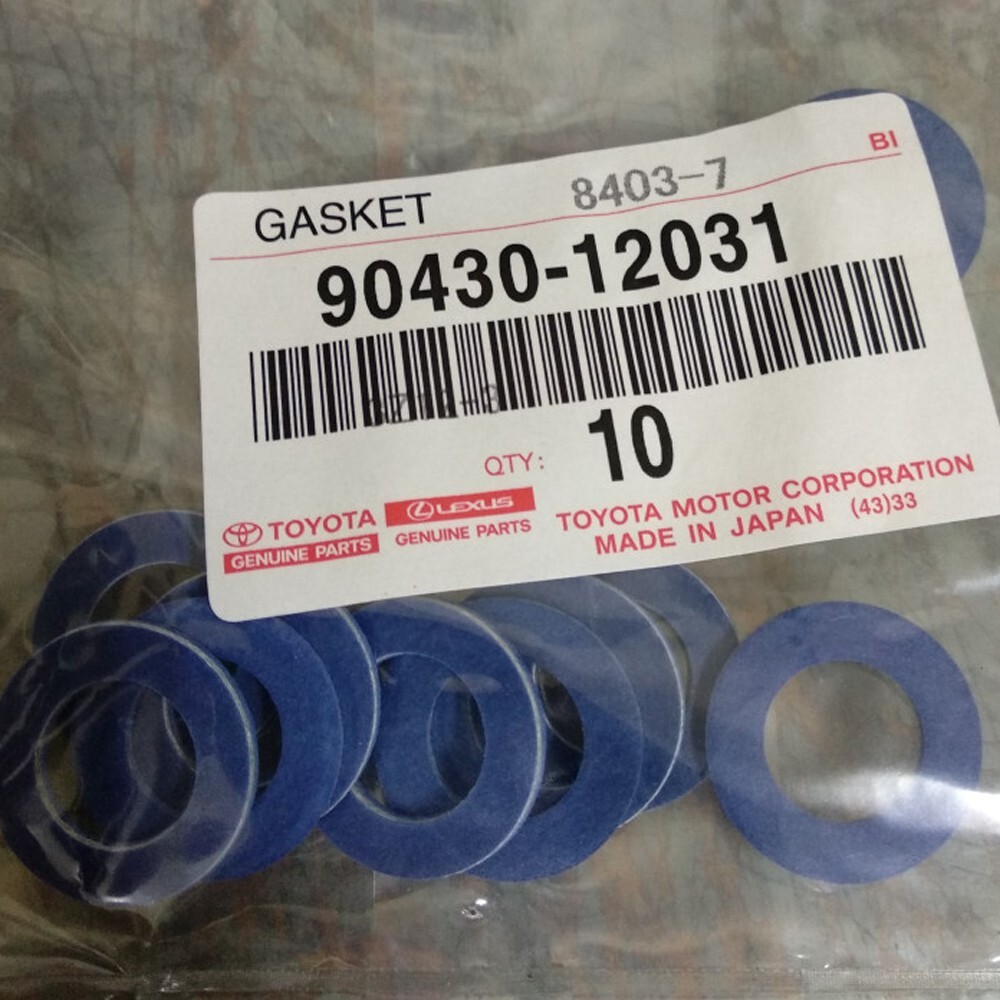 BI
GASKET 8403-7
90430-12031
QTY: 10
TOYOTA
GENUINE PARTS
LEXUS
GENUINE PARTS
TOYOTA MOTOR CORPORATION
MADE IN JAPAN (43)33